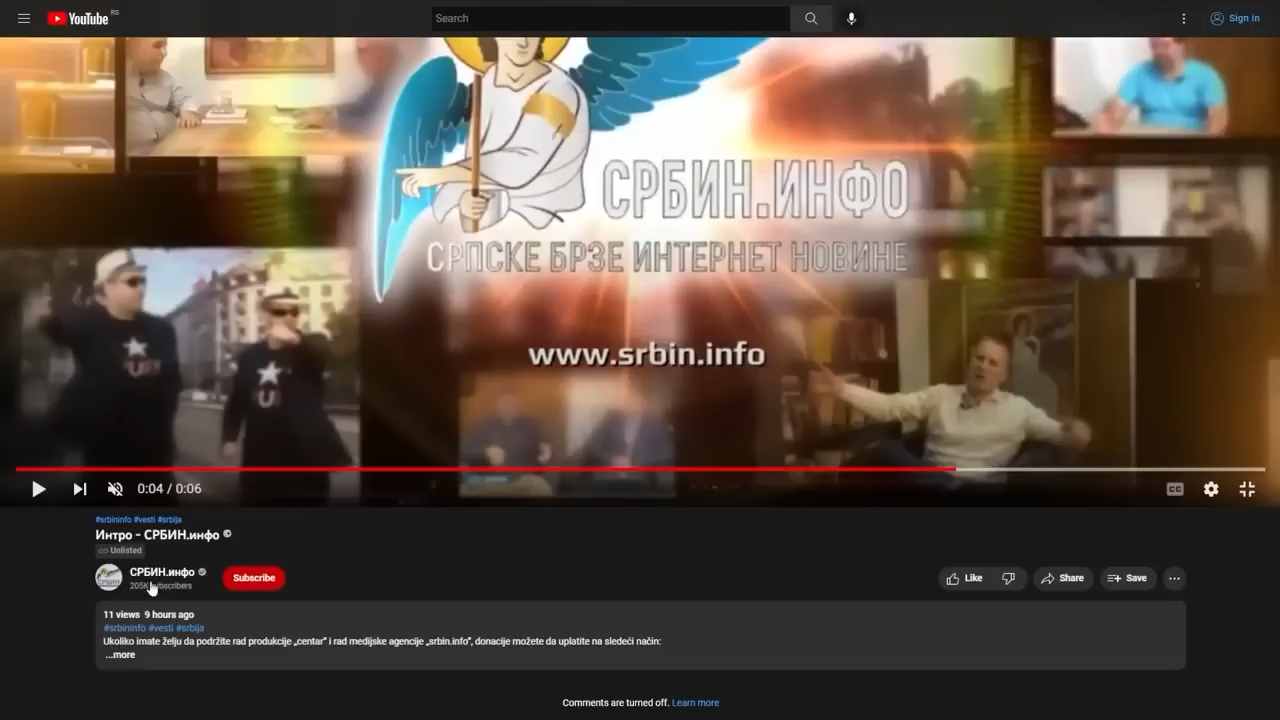 YouTube RS
Search
Sign in
СРБИН.ИНФО
СРПСКЕ БРЗЕ ИНТЕРНЕТ НОВИНЕ
www.srbin.info
0:04 / 0:06
CC
#srbininfo #vesti #srbija
Интро - СРБИН.инфо ©
Unlisted
СРБИН.инфо
205K subscribers
Subscribe
Like
Share
Save
11 views 9 hours ago
#srbininfo #vesti #srbija
Ukoliko imate želju da podržite rad produkcije „centar“ i rad medijske agencije „srbin.info“, donacije možete da uplatite na sledeći način:
...more
Comments are turned off. Learn more